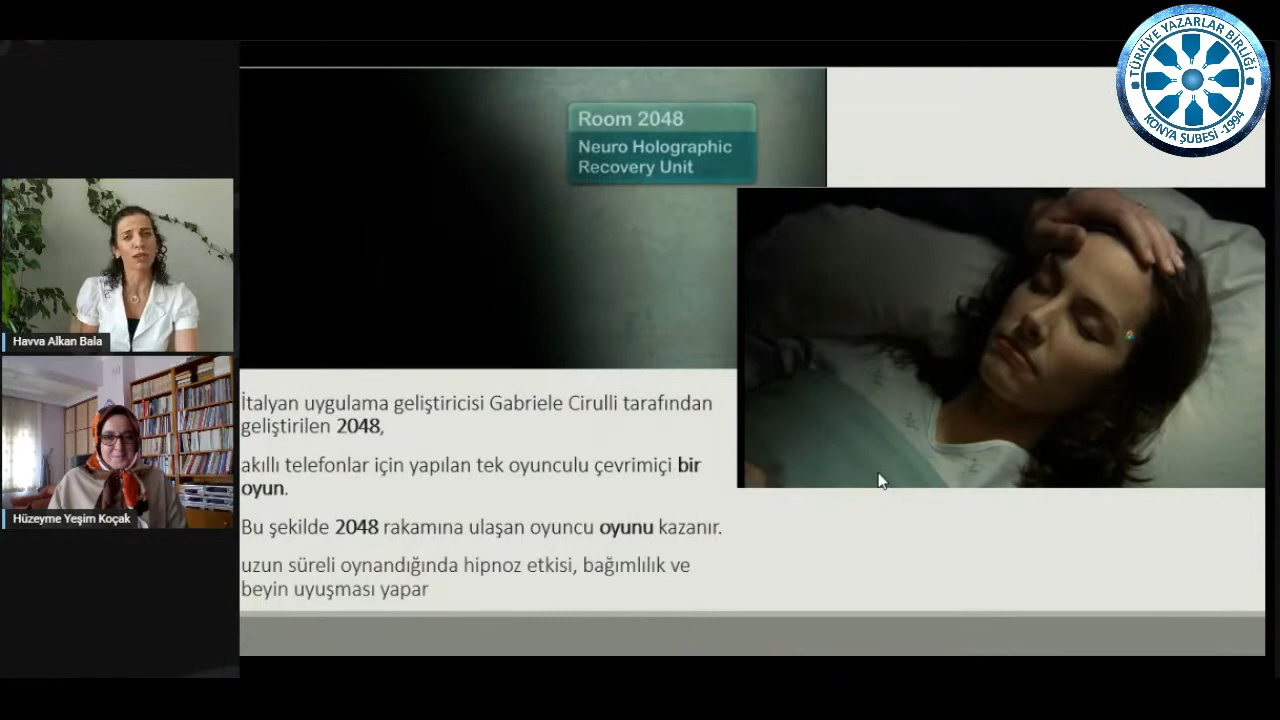 TÜRKİYE YAZARLAR BİRLİĞİ
KONYA ŞUBESİ -1994
Room 2048
Neuro Holographic
Recovery Unit
Havva Alkan Bala
Hüzeyme Yeşim Koçak
İtalyan uygulama geliştiricisi Gabriele Cirulli tarafından
geliştirilen 2048,
akıllı telefonlar için yapılan tek oyunculu çevrimiçi bir
oyun.
Bu şekilde 2048 rakamına ulaşan oyuncu oyunu kazanır.
uzun süreli oynandığında hipnoz etkisi, bağımlılık ve
beyin uyuşması yapar